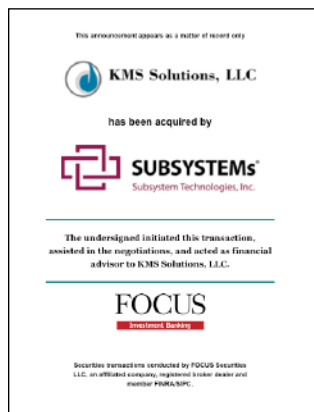 This announcement appears as a matter of record only
KMS Solutions, LLC
has been acquired by
SUBSYSTEMs®
Subsystem Technologies, Inc.
The undersigned initiated this transaction,
assisted in the negotiations, and acted as financial
advisor to KMS Solutions, LLC.
FOCUS
Investment Banking
Securities transactions conducted by FOCUS Securities
LLC, an affiliated company, registered broker dealer and
member FINRA/SIPC.